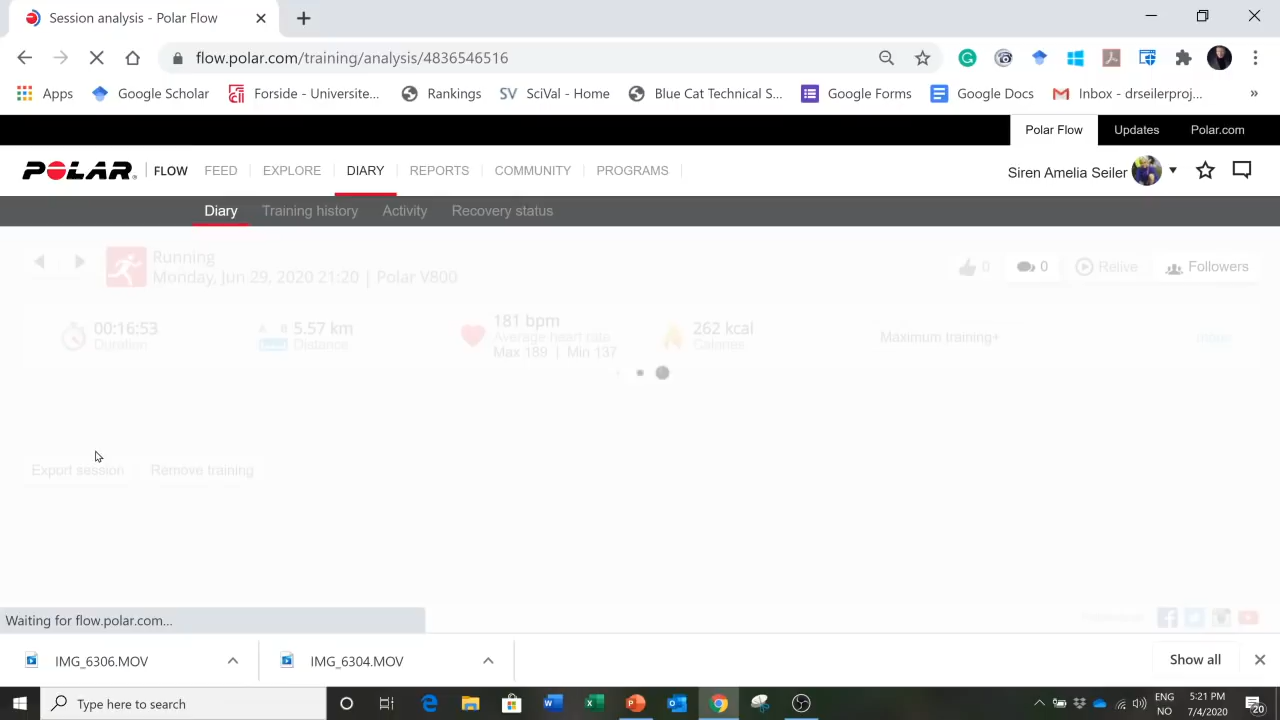 Session analysis - Polar Flow
flow.polar.com/training/analysis/4836546516
Apps Google Scholar Forside - Universite... Rankings SciVal - Home Blue Cat Technical S... Google Forms Google Docs Inbox - drseilerproj... »
Polar Flow Updates Polar.com
POLAR. FLOW FEED EXPLORE DIARY REPORTS COMMUNITY PROGRAMS Siren Amelia Seiler
Diary Training history Activity Recovery status
Running
Monday, Jun 29, 2020 21:20 | Polar V800
0 0 Relive Followers
00:16:53
Duration
5.57 km
Distance
181 bpm
Average heart rate
Max 189 | Min 137
262 kcal
Calories
Maximum training+
more
Export session Remove training
Waiting for flow.polar.com...
IMG_6306.MOV IMG_6304.MOV Show all
Type here to search
ENG
NO
5:21 PM
7/4/2020
20